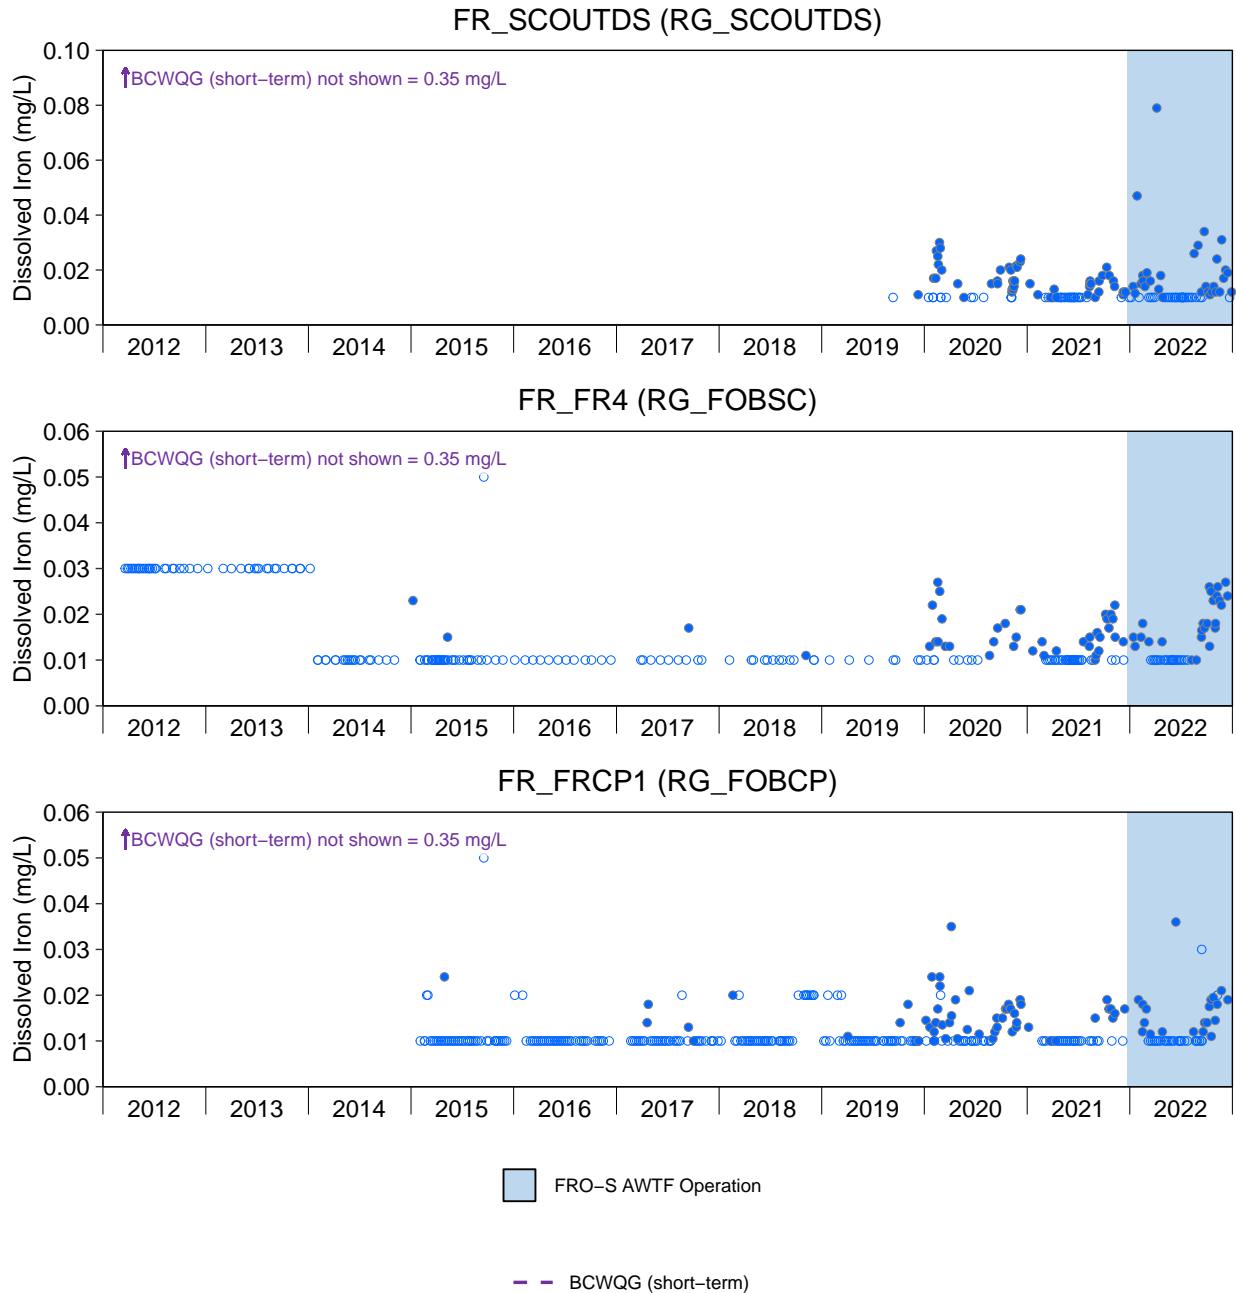 FR_SCOUTDS (RG_SCOUTDS)
0.10
BCWQG (short−term) not shown = 0.35 mg/L
0.08
0.06
0.04
0.02
0.00
Dissolved Iron (mg/L)
2012 2013 2014 2015 2016 2017 2018 2019 2020 2021 2022
FR_FR4 (RG_FOBSC)
0.06
BCWQG (short−term) not shown = 0.35 mg/L
0.05
0.04
0.03
0.02
0.01
0.00
Dissolved Iron (mg/L)
2012 2013 2014 2015 2016 2017 2018 2019 2020 2021 2022
FR_FRCP1 (RG_FOBCP)
0.06
BCWQG (short−term) not shown = 0.35 mg/L
0.05
0.04
0.03
0.02
0.01
0.00
Dissolved Iron (mg/L)
2012 2013 2014 2015 2016 2017 2018 2019 2020 2021 2022
FRO−S AWTF Operation
BCWQG (short−term)